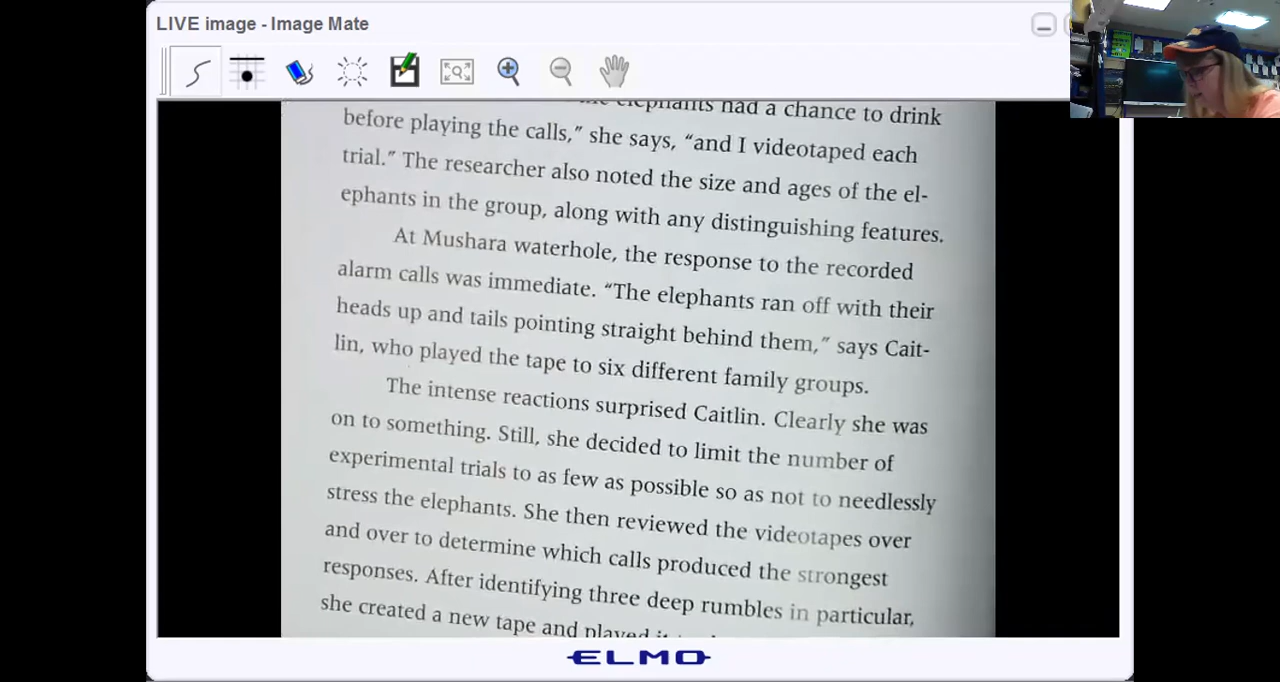 LIVE image - Image Mate
elephants had a chance to drink
before playing the calls,” she says, “and I videotaped each
trial.” The researcher also noted the size and ages of the el-
ephants in the group, along with any distinguishing features.
At Mushara waterhole, the response to the recorded
alarm calls was immediate. “The elephants ran off with their
heads up and tails pointing straight behind them,” says Cait-
lin, who played the tape to six different family groups.
The intense reactions surprised Caitlin. Clearly she was
on to something. Still, she decided to limit the number of
experimental trials to as few as possible so as not to needlessly
stress the elephants. She then reviewed the videotapes over
and over to determine which calls produced the strongest
responses. After identifying three deep rumbles in particular,
she created a new tape and played it
ELMO